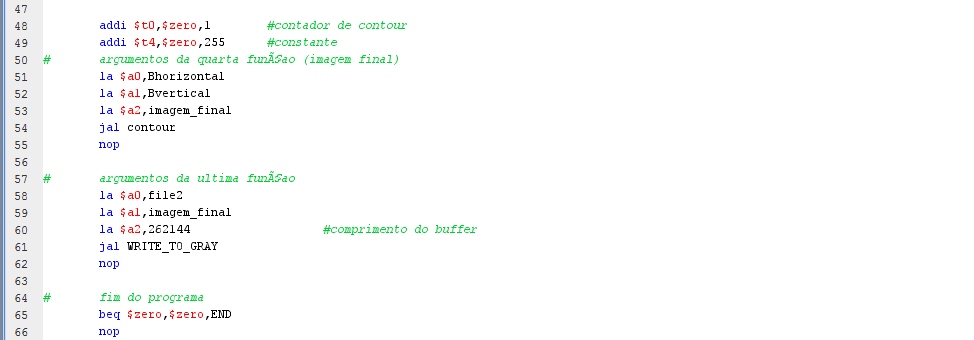 47
48 addi $t0,$zero,1 #contador de contour
49 addi $t4,$zero,255 #constante
50 # argumentos da quarta funÃ§ao (imagem final)
51 la $a0,Bhorizontal
52 la $a1,Bvertical
53 la $a2,imagem_final
54 jal contour
55 nop
56
57 # argumentos da ultima funÃ§ao
58 la $a0,file2
59 la $a1,imagem_final
60 la $a2,262144 #comprimento do buffer
61 jal WRITE_TO_GRAY
62 nop
63
64 # fim do programa
65 beq $zero,$zero,END
66 nop